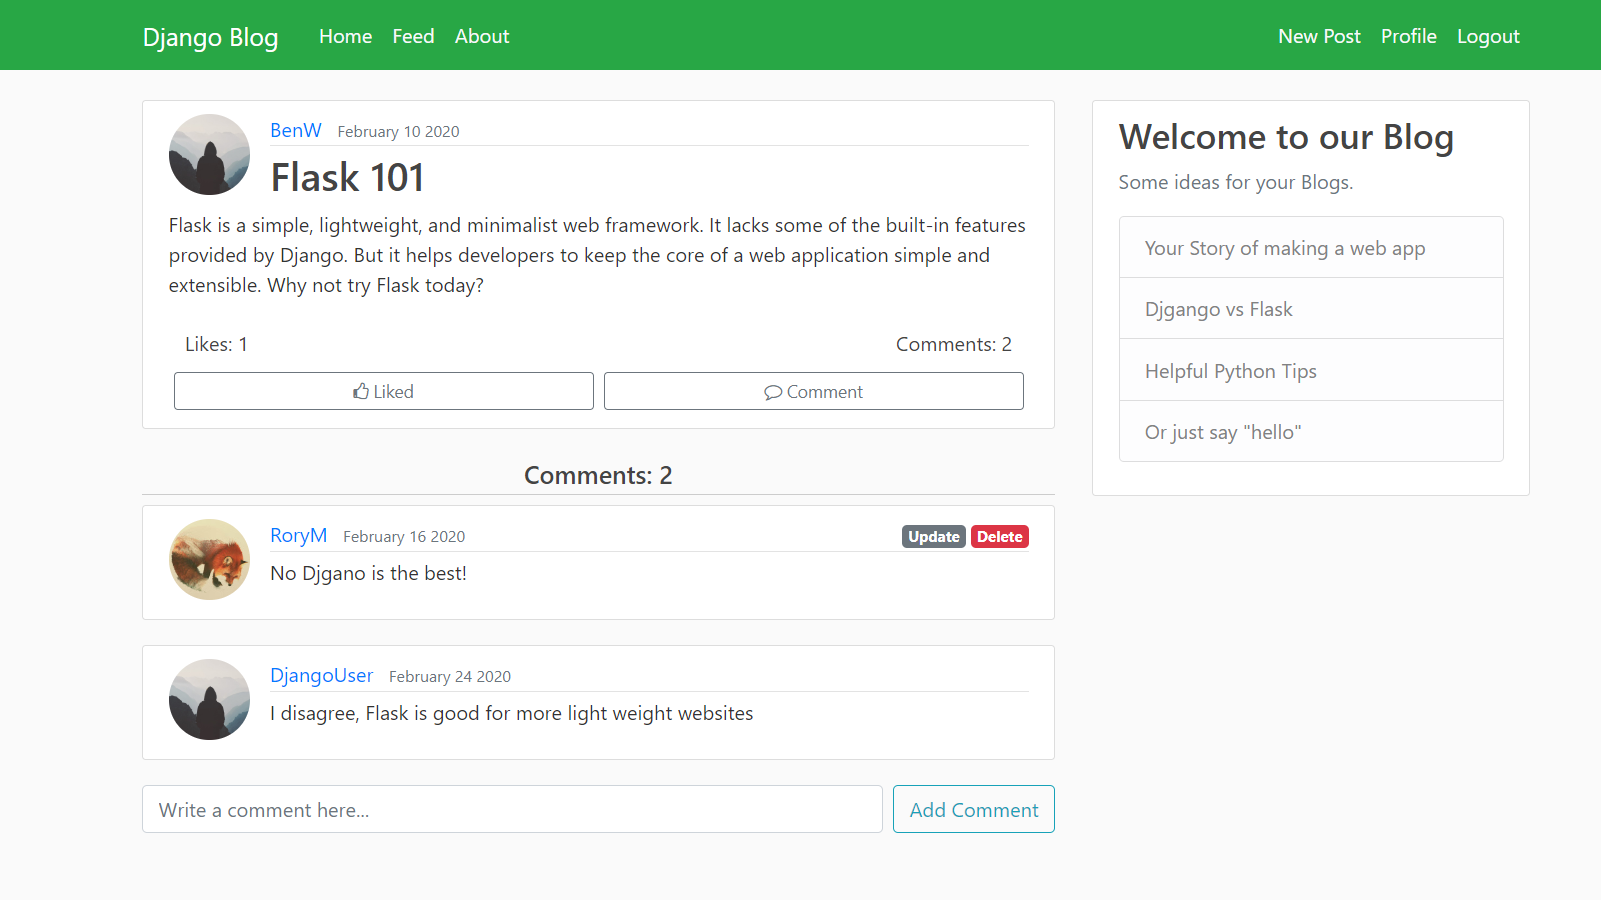 Django Blog Home Feed About New Post Profile Logout
BenW February 10 2020
Flask 101
Flask is a simple, lightweight, and minimalist web framework. It lacks some of the built-in features
provided by Django. But it helps developers to keep the core of a web application simple and
extensible. Why not try Flask today?
Likes: 1 Comments: 2
Liked Comment
Comments: 2
RoryM February 16 2020 Update Delete
No Djgano is the best!
DjangoUser February 24 2020
I disagree, Flask is good for more light weight websites
Write a comment here... Add Comment
Welcome to our Blog
Some ideas for your Blogs.
Your Story of making a web app
Djgango vs Flask
Helpful Python Tips
Or just say "hello"